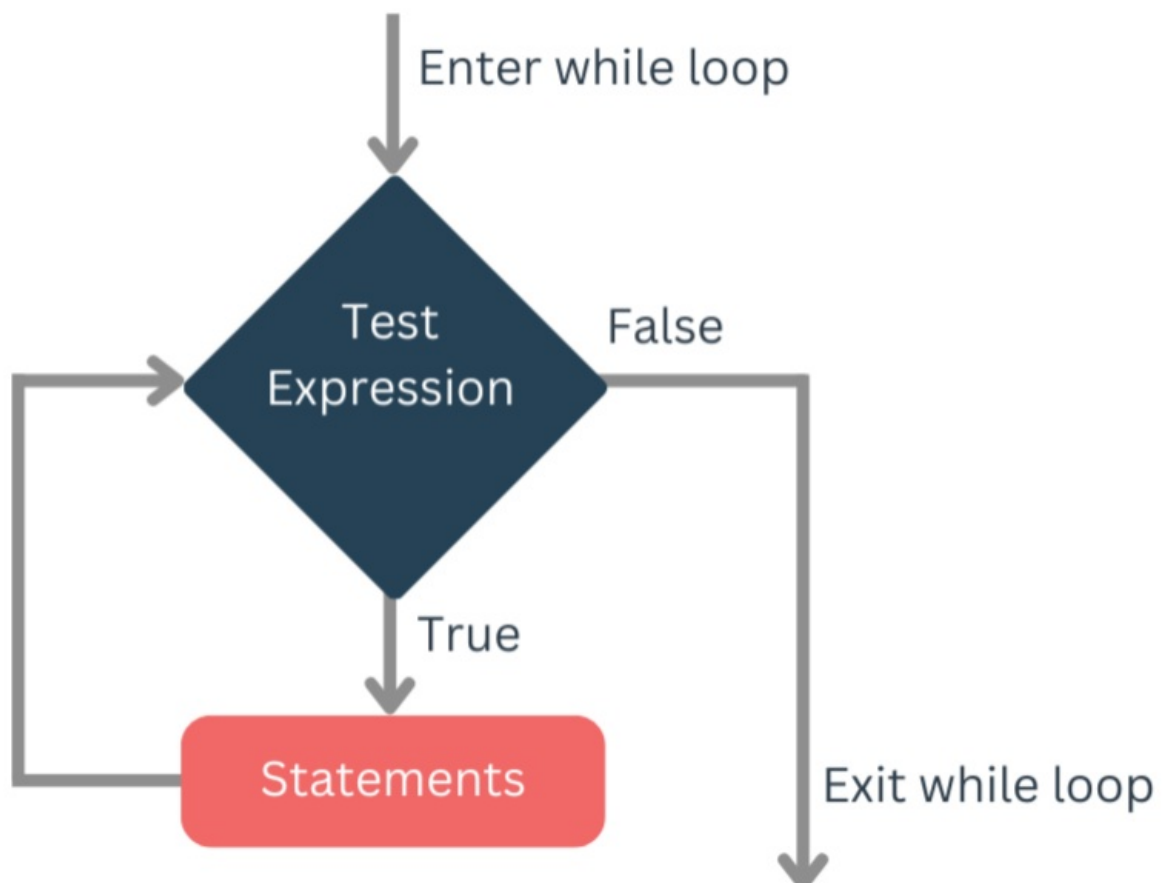 Enter while loop
Test
Expression
False
True
Statements
Exit while loop